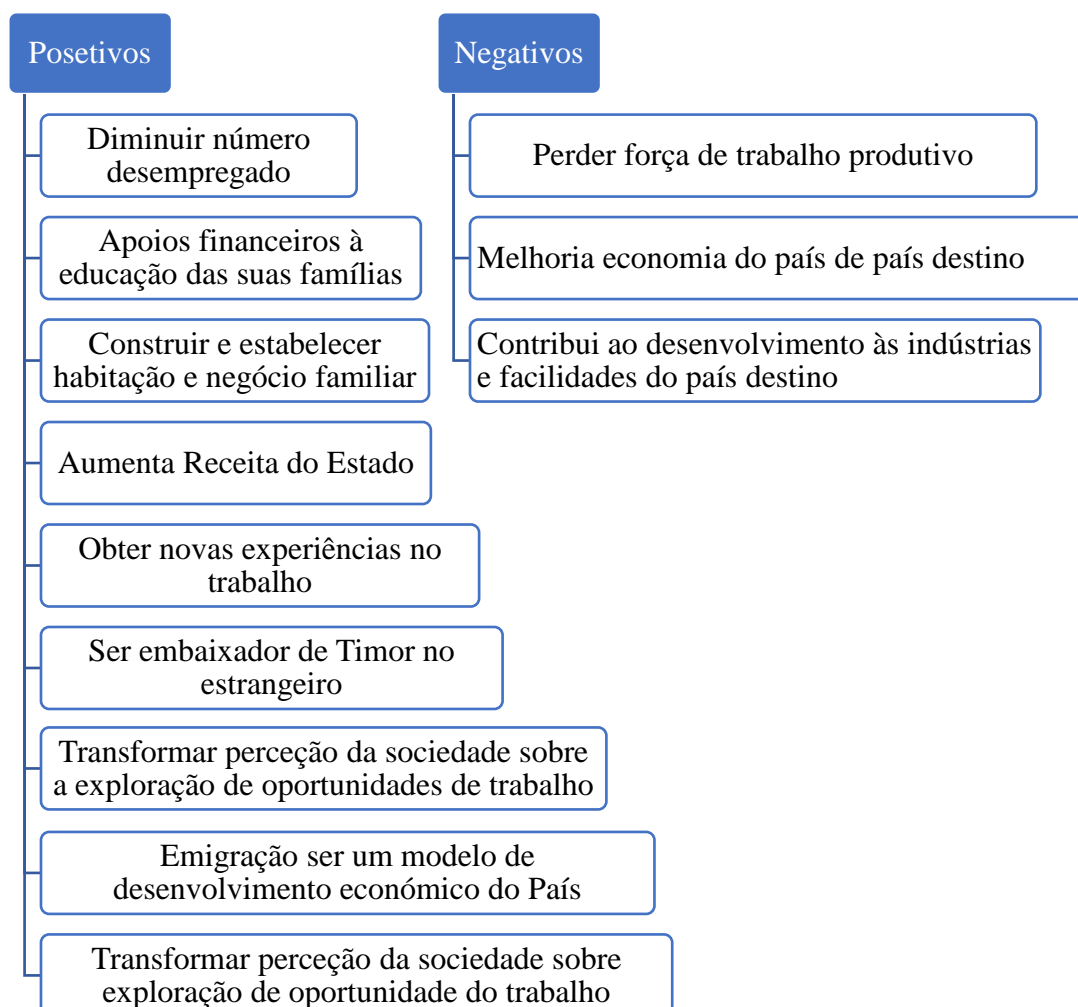 Posetivos
Diminuir número
desempregado
Apoios financeiros à
educação das suas famílias
Construir e estabelecer
habitação e negócio familiar
Aumenta Receita do Estado
Obter novas experiências no
trabalho
Ser embaixador de Timor no
estrangeiro
Transformar perceção da sociedade sobre
a exploração de oportunidades de trabalho
Emigração ser um modelo de
desenvolvimento económico do País
Transformar perceção da sociedade sobre
exploração de oportunidade do trabalho
Negativos
Perder força de trabalho produtivo
Melhoria economia do país de país destino
Contribui ao desenvolvimento às indústrias
e facilidades do país destino